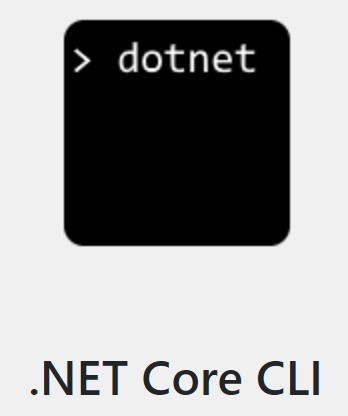 > dotnet
.NET Core CLI